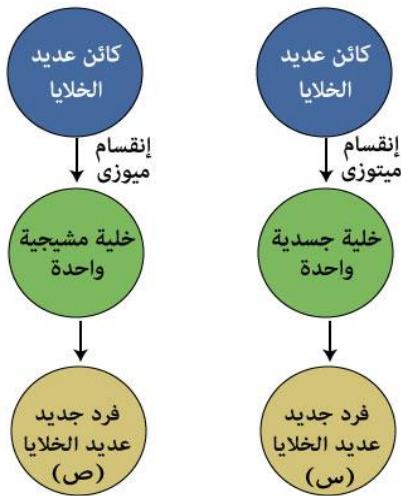 كائن عديد
الخلايا
إنقسام
ميتوزى
خلية جسدية
واحدة
فرد جديد
عديد الخلايا
(س)
كائن عديد
الخلايا
إنقسام
ميوزى
خلية مشيجية
واحدة
فرد جديد
عديد الخلايا
(ص)